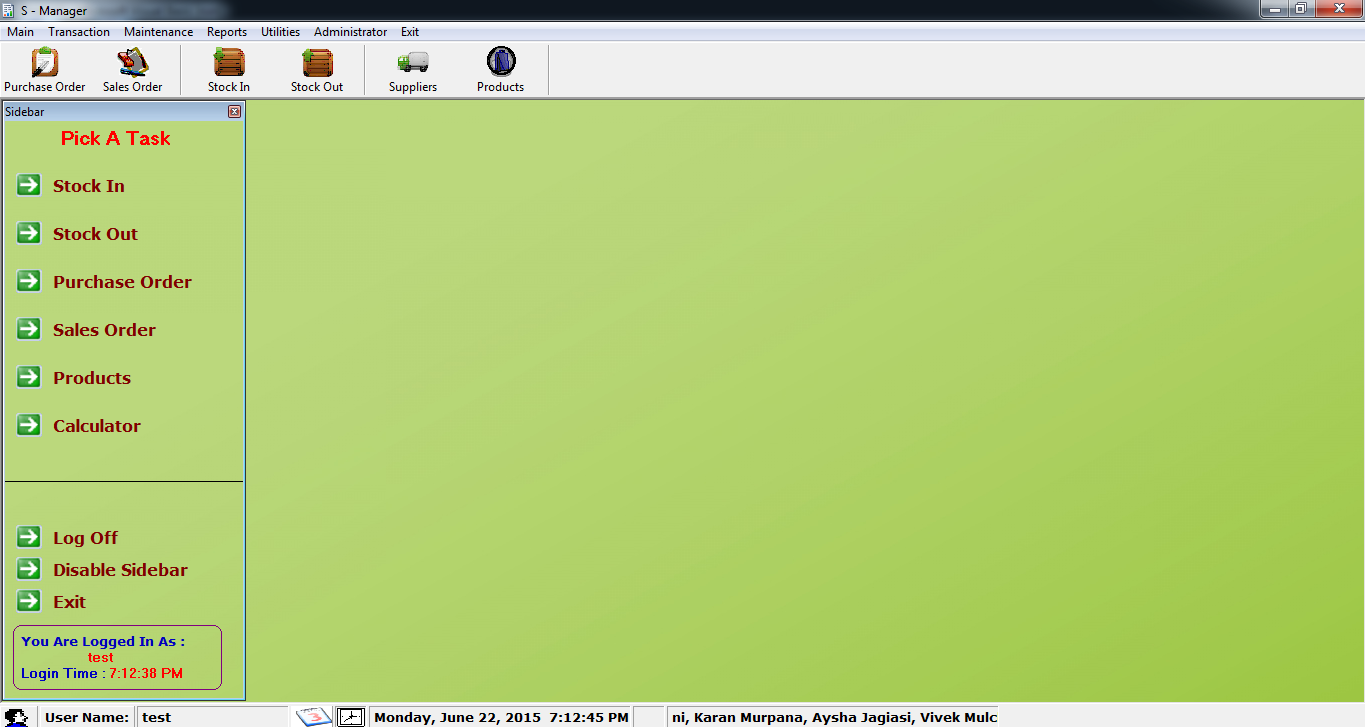 S - Manager
Main Transaction Maintenance Reports Utilities Administrator Exit
Purchase Order Sales Order Stock In Stock Out Suppliers Products
Sidebar
Pick A Task
Stock In
Stock Out
Purchase Order
Sales Order
Products
Calculator
Log Off
Disable Sidebar
Exit
You Are Logged In As :
test
Login Time : 7:12:38 PM
User Name: test 3 Monday, June 22, 2015 7:12:45 PM ni, Karan Murpana, Aysha Jagiasi, Vivek Mulc